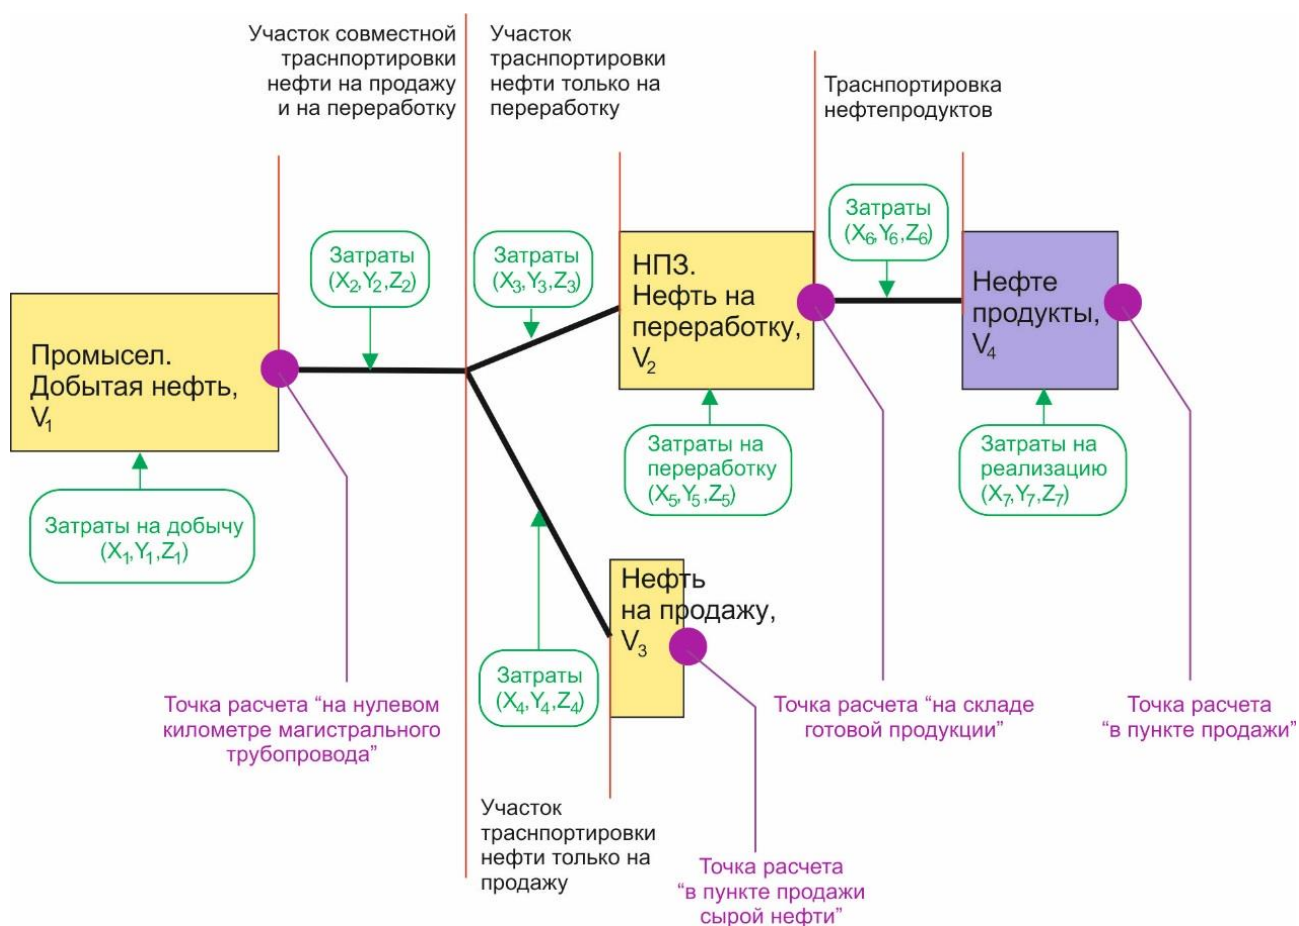 Участок совместной
траснпортировки
нефти на продажу
и на переработку
Участок
траснпортировки
нефти только на
переработку
Траснпортировка
нефтепродуктов
Затраты
(X2,Y2,Z2)
Затраты
(X3,Y3,Z3)
Затраты
(X6,Y6,Z6)
Промысел.
Добытая нефть,
V1
НПЗ.
Нефть на
переработку,
V2
Нефте
продукты,
V4
Затраты на добычу
(X1,Y1,Z1)
Затраты на
переработку
(X5,Y5,Z5)
Затраты на
реализацию
(X7,Y7,Z7)
Нефть
на продажу,
V3
Затраты
(X4,Y4,Z4)
Точка расчета “на нулевом
километре магистрального
трубопровода”
Точка расчета “на складе
готовой продукции”
Точка расчета
“в пункте продажи”
Участок
траснпортировки
нефти только на
продажу
Точка расчета
“в пункте продажи
сырой нефти”